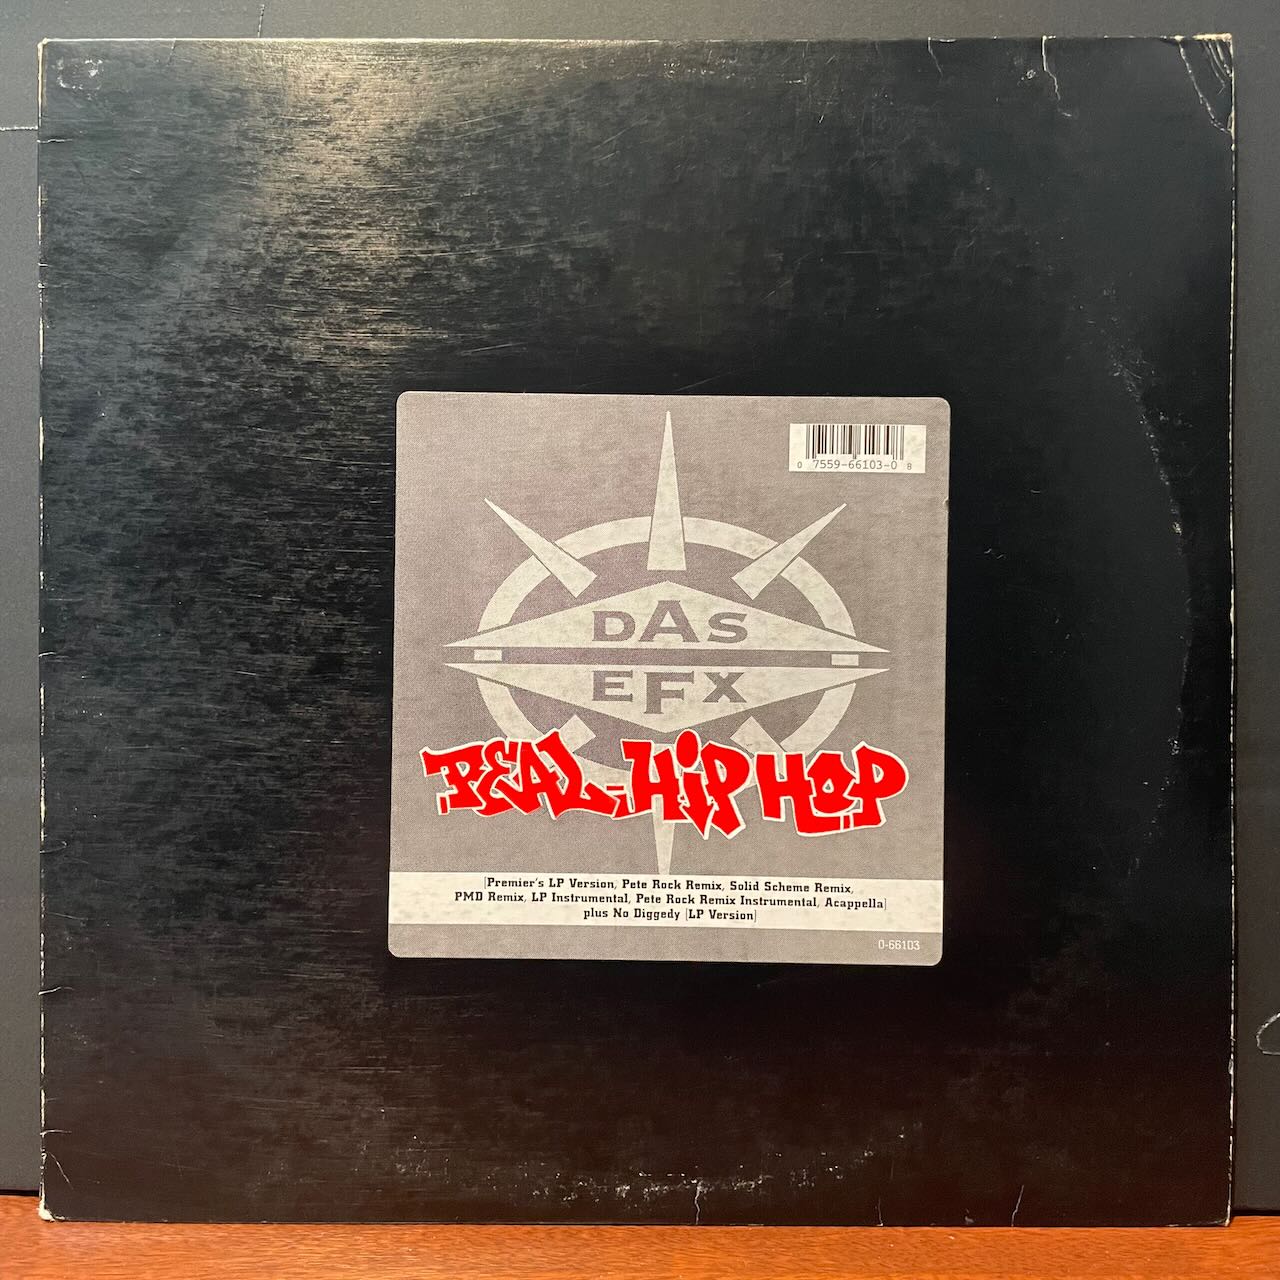 0 7559-66103-0 8
DAS
EFX
REAL HIP HOP
[Premier's LP Version, Pete Rock Remix, Solid Scheme Remix,
PMD Remix, LP Instrumental, Pete Rock Remix Instrumental, Acappella]
plus No Diggedy [LP Version]
0-66103